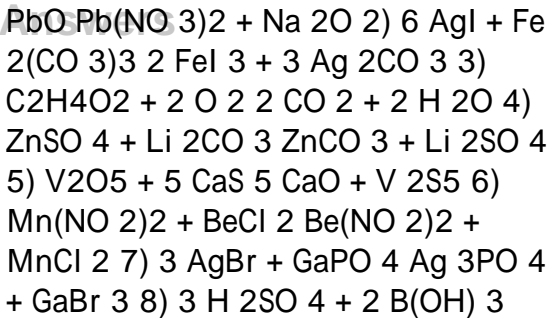 Answers
PbO Pb(NO 3)2 + Na 2O 2) 6 AgI + Fe
2(CO 3)3 2 FeI 3 + 3 Ag 2CO 3 3)
C2H4O2 + 2 O 2 2 CO 2 + 2 H 2O 4)
ZnSO 4 + Li 2CO 3 ZnCO 3 + Li 2SO 4
5) V2O5 + 5 CaS 5 CaO + V 2S5 6)
Mn(NO 2)2 + BeCl 2 Be(NO 2)2 +
MnCl 2 7) 3 AgBr + GaPO 4 Ag 3PO 4
+ GaBr 3 8) 3 H 2SO 4 + 2 B(OH) 3